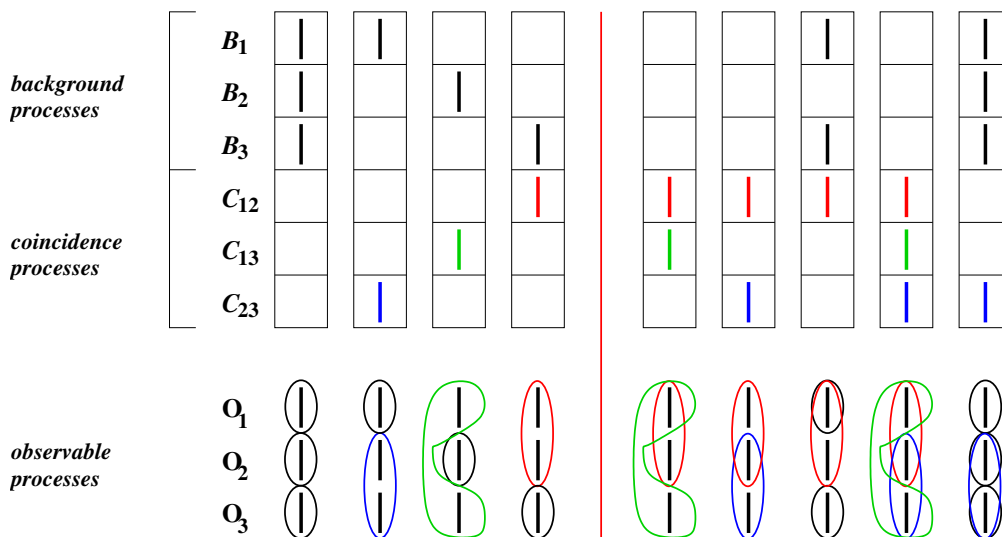 B1
background
processes
B2
B3
C12
coincidence
processes
C13
C23
O1
observable
processes
O2
O3